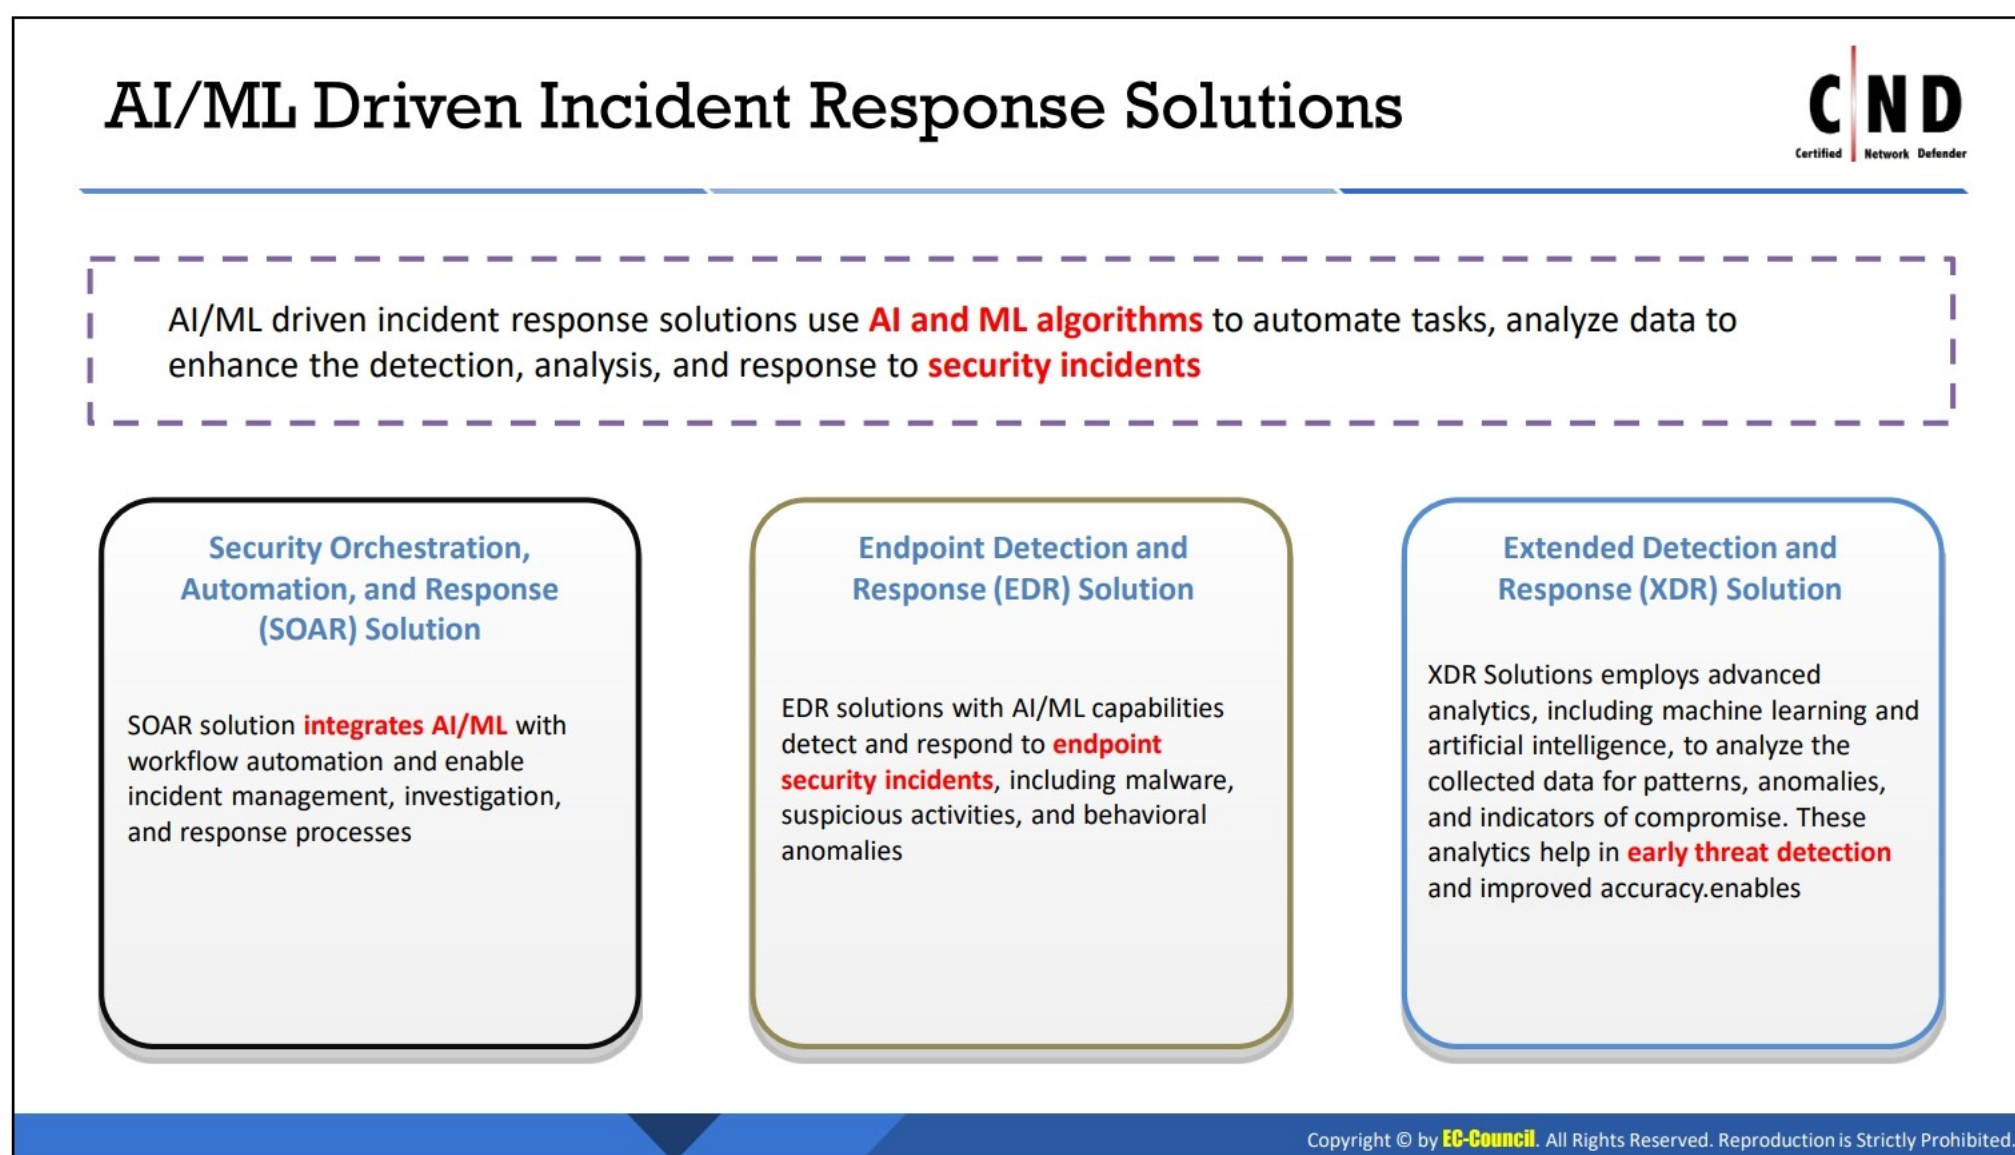 AI/ML Driven Incident Response Solutions
C N D
Certified Network Defender
AI/ML driven incident response solutions use AI and ML algorithms to automate tasks, analyze data to
enhance the detection, analysis, and response to security incidents
Security Orchestration,
Automation, and Response
(SOAR) Solution
SOAR solution integrates AI/ML with
workflow automation and enable
incident management, investigation,
and response processes
Endpoint Detection and
Response (EDR) Solution
EDR solutions with AI/ML capabilities
detect and respond to endpoint
security incidents, including malware,
suspicious activities, and behavioral
anomalies
Extended Detection and
Response (XDR) Solution
XDR Solutions employs advanced
analytics, including machine learning and
artificial intelligence, to analyze the
collected data for patterns, anomalies,
and indicators of compromise. These
analytics help in early threat detection
and improved accuracy.enables
Copyright © by EC-Council. All Rights Reserved. Reproduction is Strictly Prohibited.